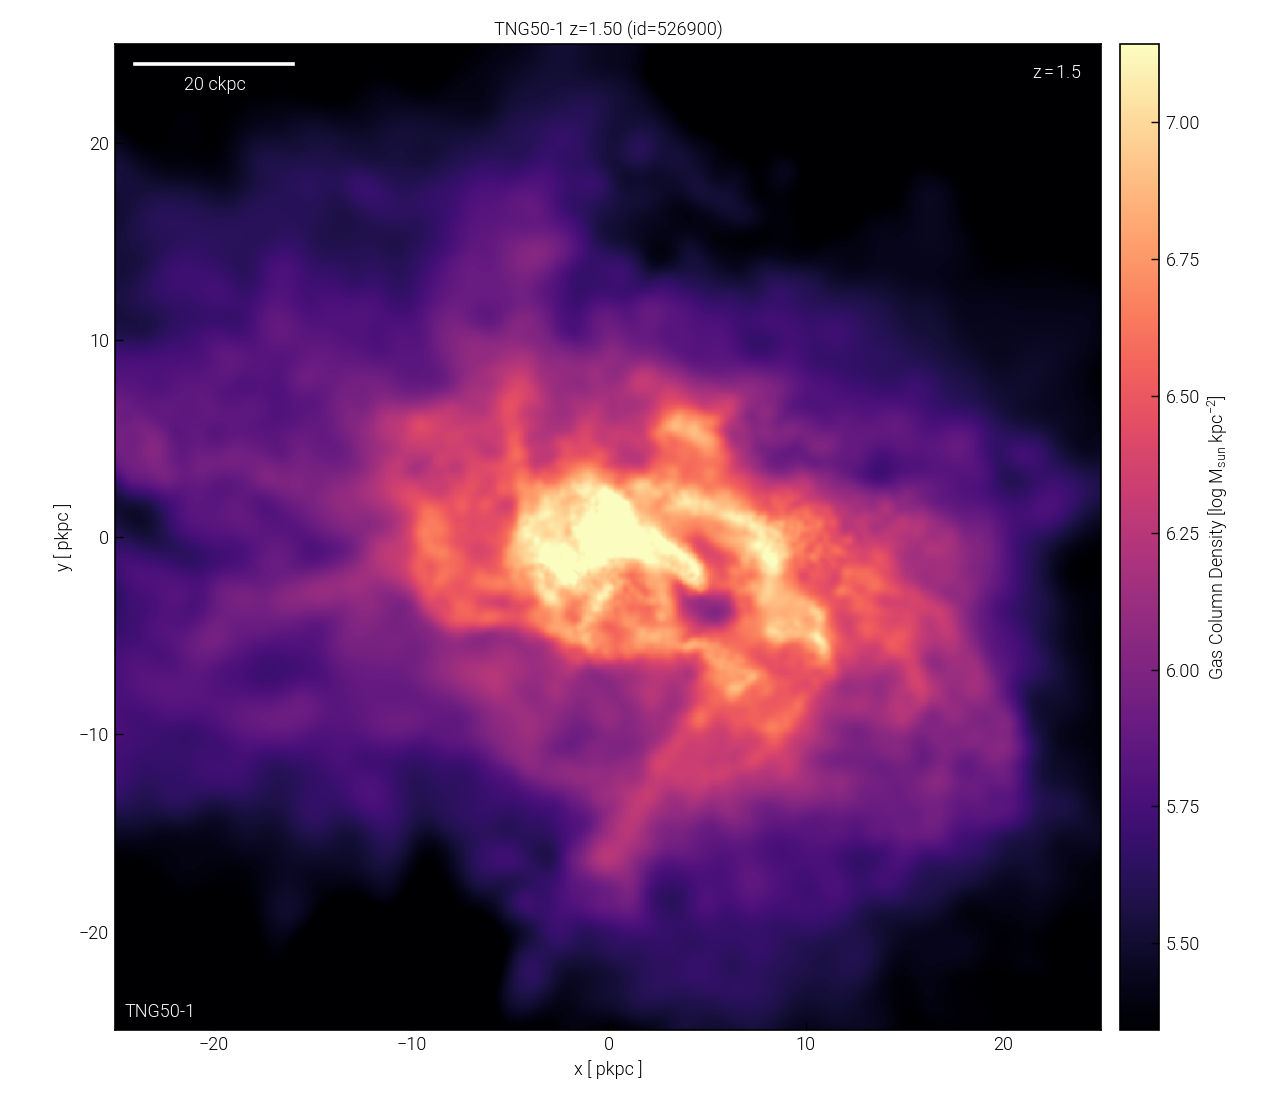 TNG50-1 z=1.50 (id=526900)
20 ckpc
z=1.5
TNG50-1
20
10
0
−10
−20
y [ pkpc ]
−20
−10
0
10
20
x [ pkpc ]
7.00
6.75
6.50
6.25
6.00
5.75
5.50
Gas Column Density [log M_sun kpc⁻²]